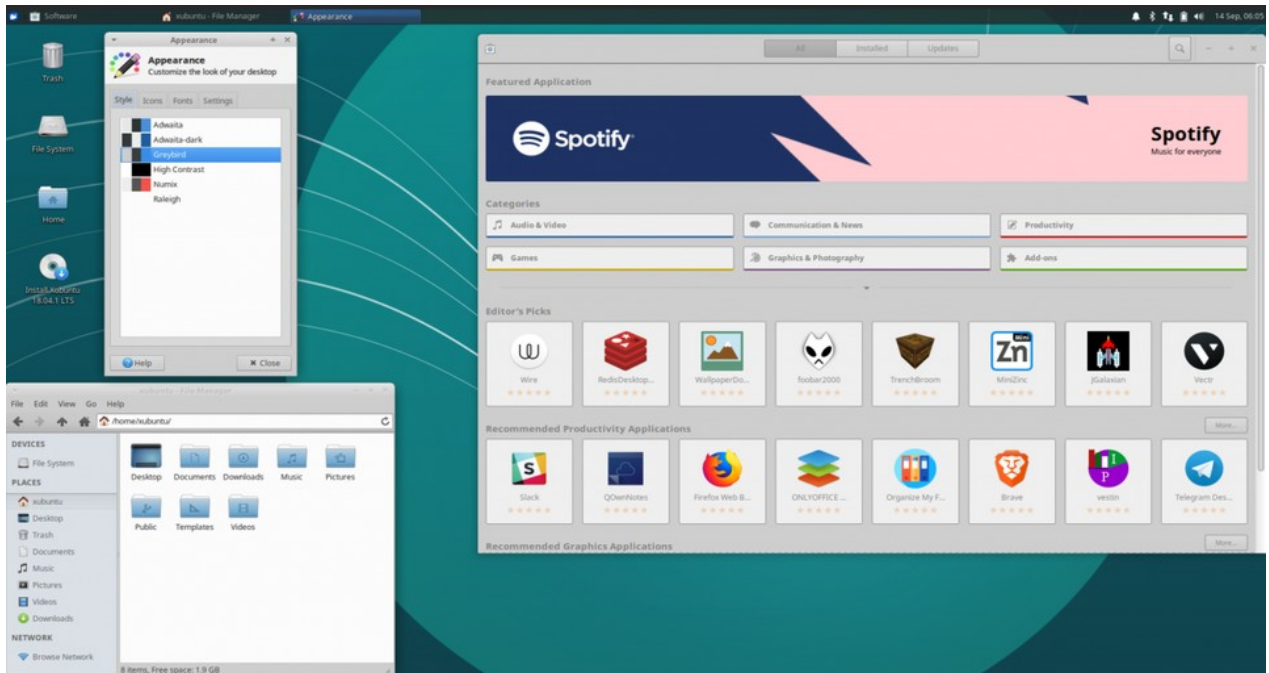 Software
xubuntu - File Manager
Appearance
14 Sep, 06:05
Trash
File System
Home
Install Xubuntu
18.04.1 LTS
Appearance
Appearance
Customize the look of your desktop
Style Icons Fonts Settings
Adwaita
Adwaita-dark
Greybird
High Contrast
Numix
Raleigh
Help Close
All Installed Updates
Featured Application
Spotify
Spotify
Music for everyone
Categories
Audio & Video Communication & News Productivity
Games Graphics & Photography Add-ons
Editor's Picks
W Zn MINI
Wire RedisDesktop... WallpaperDo... foobar2000 TrenchBroom MiniZinc JGalaxian Vectr
Recommended Productivity Applications More...
S I P
Slack QOwnNotes Firefox Web B... ONLYOFFICE ... Organize My F... Brave vestin Telegram Des...
Recommended Graphics Applications More...
xubuntu - File Manager
File Edit View Go Help
/home/xubuntu/
DEVICES
File System
PLACES
xubuntu
Desktop
Trash
Documents
Music
Pictures
Videos
Downloads
NETWORK
Browse Network
Desktop Documents Downloads Music Pictures
Public Templates Videos
8 items, Free space: 1.9 GB